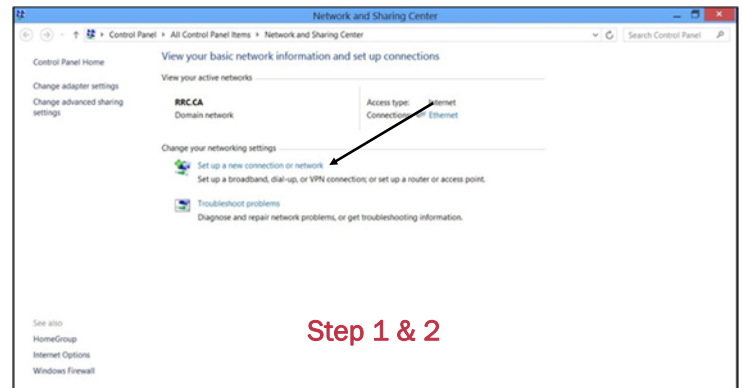 Network and Sharing Center
Control Panel › All Control Panel Items › Network and Sharing Center
Search Control Panel
Control Panel Home
Change adapter settings
Change advanced sharing
settings
View your basic network information and set up connections
View your active networks
RRC.CA
Domain network
Access type: Internet
Connections: Ethernet
Change your networking settings
Set up a new connection or network
Set up a broadband, dial-up, or VPN connection; or set up a router or access point.
Troubleshoot problems
Diagnose and repair network problems, or get troubleshooting information.
See also
HomeGroup
Internet Options
Windows Firewall
Step 1 & 2